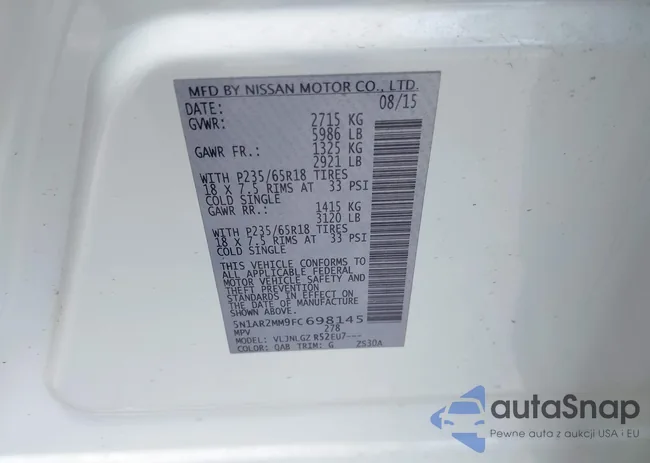 MFD BY NISSAN MOTOR CO., LTD.
DATE: 08/15
GVWR: 2715 KG
5986 LB
GAWR FR.: 1325 KG
2921 LB
WITH P235/65R18 TIRES
18 X 7.5 RIMS AT 33 PSI
COLD SINGLE
GAWR RR.: 1415 KG
3120 LB
WITH P235/65R18 TIRES
18 X 7.5 RIMS AT 33 PSI
COLD SINGLE
THIS VEHICLE CONFORMS TO
ALL APPLICABLE FEDERAL
MOTOR VEHICLE SAFETY AND
THEFT PREVENTION
STANDARDS IN EFFECT ON
THE DATE OF MANUFACTURE
SHOWN ABOVE.
5N1AR2MM9FC698145
MPV 278
MODEL: VLJNLGZ R52EU7---
COLOR: QAB TRIM: G 2S30A
autaSnap
Pewne auta z aukcji USA i EU